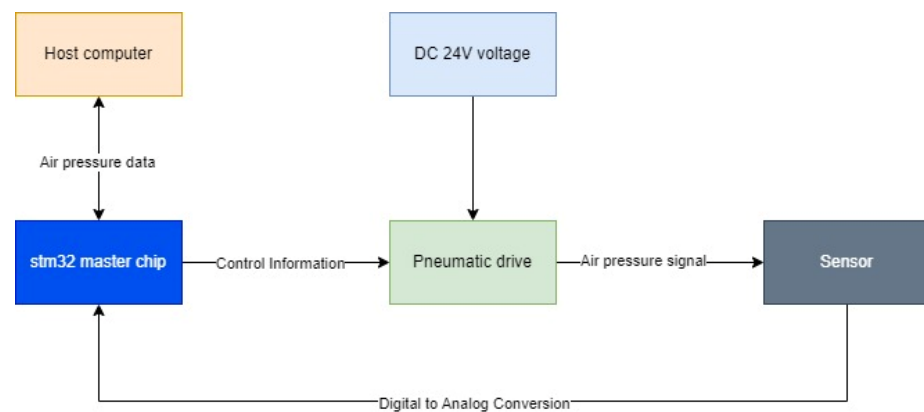 Host computer
DC 24V voltage
Air pressure data
stm32 master chip
Control Information
Pneumatic drive
Air pressure signal
Sensor
Digital to Analog Conversion